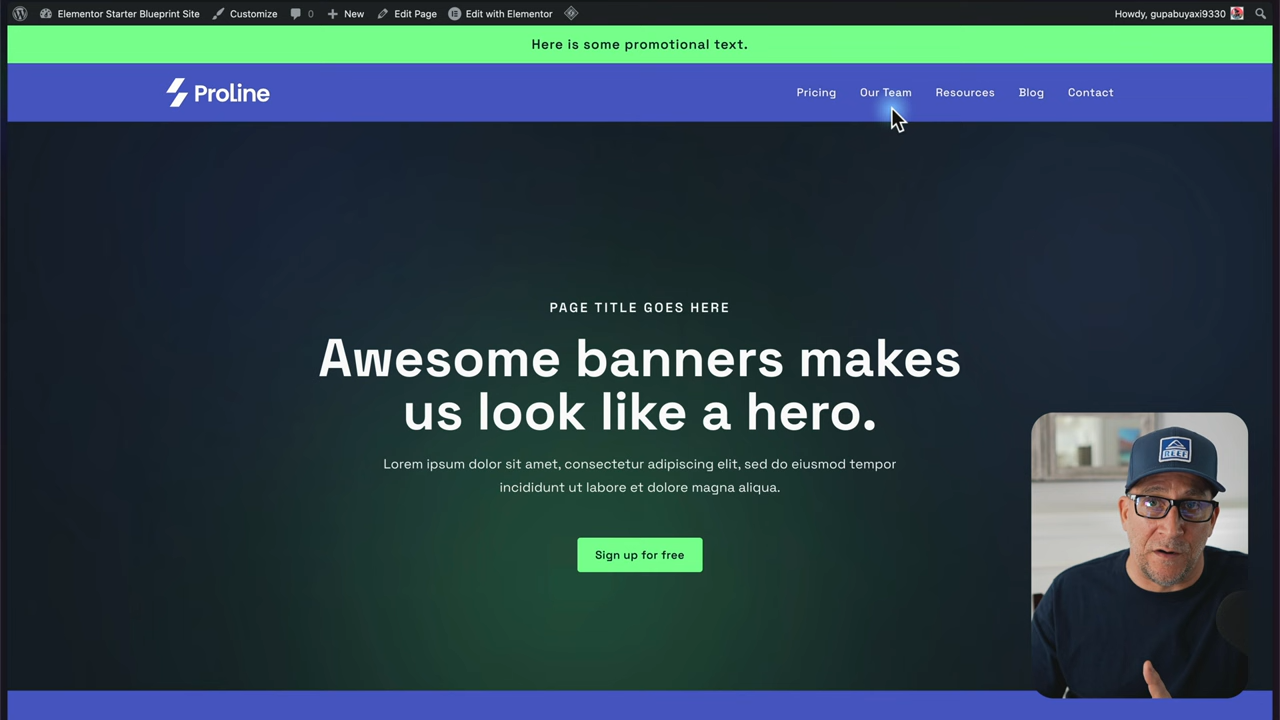 Elementor Starter Blueprint Site Customize 0 New Edit Page Edit with Elementor Howdy, gupabuyaxi9330
Here is some promotional text.
Proline Pricing Our Team Resources Blog Contact
PAGE TITLE GOES HERE
Awesome banners makes
us look like a hero.
Lorem ipsum dolor sit amet, consectetur adipiscing elit, sed do eiusmod tempor
incididunt ut labore et dolore magna aliqua.
Sign up for free
REEF